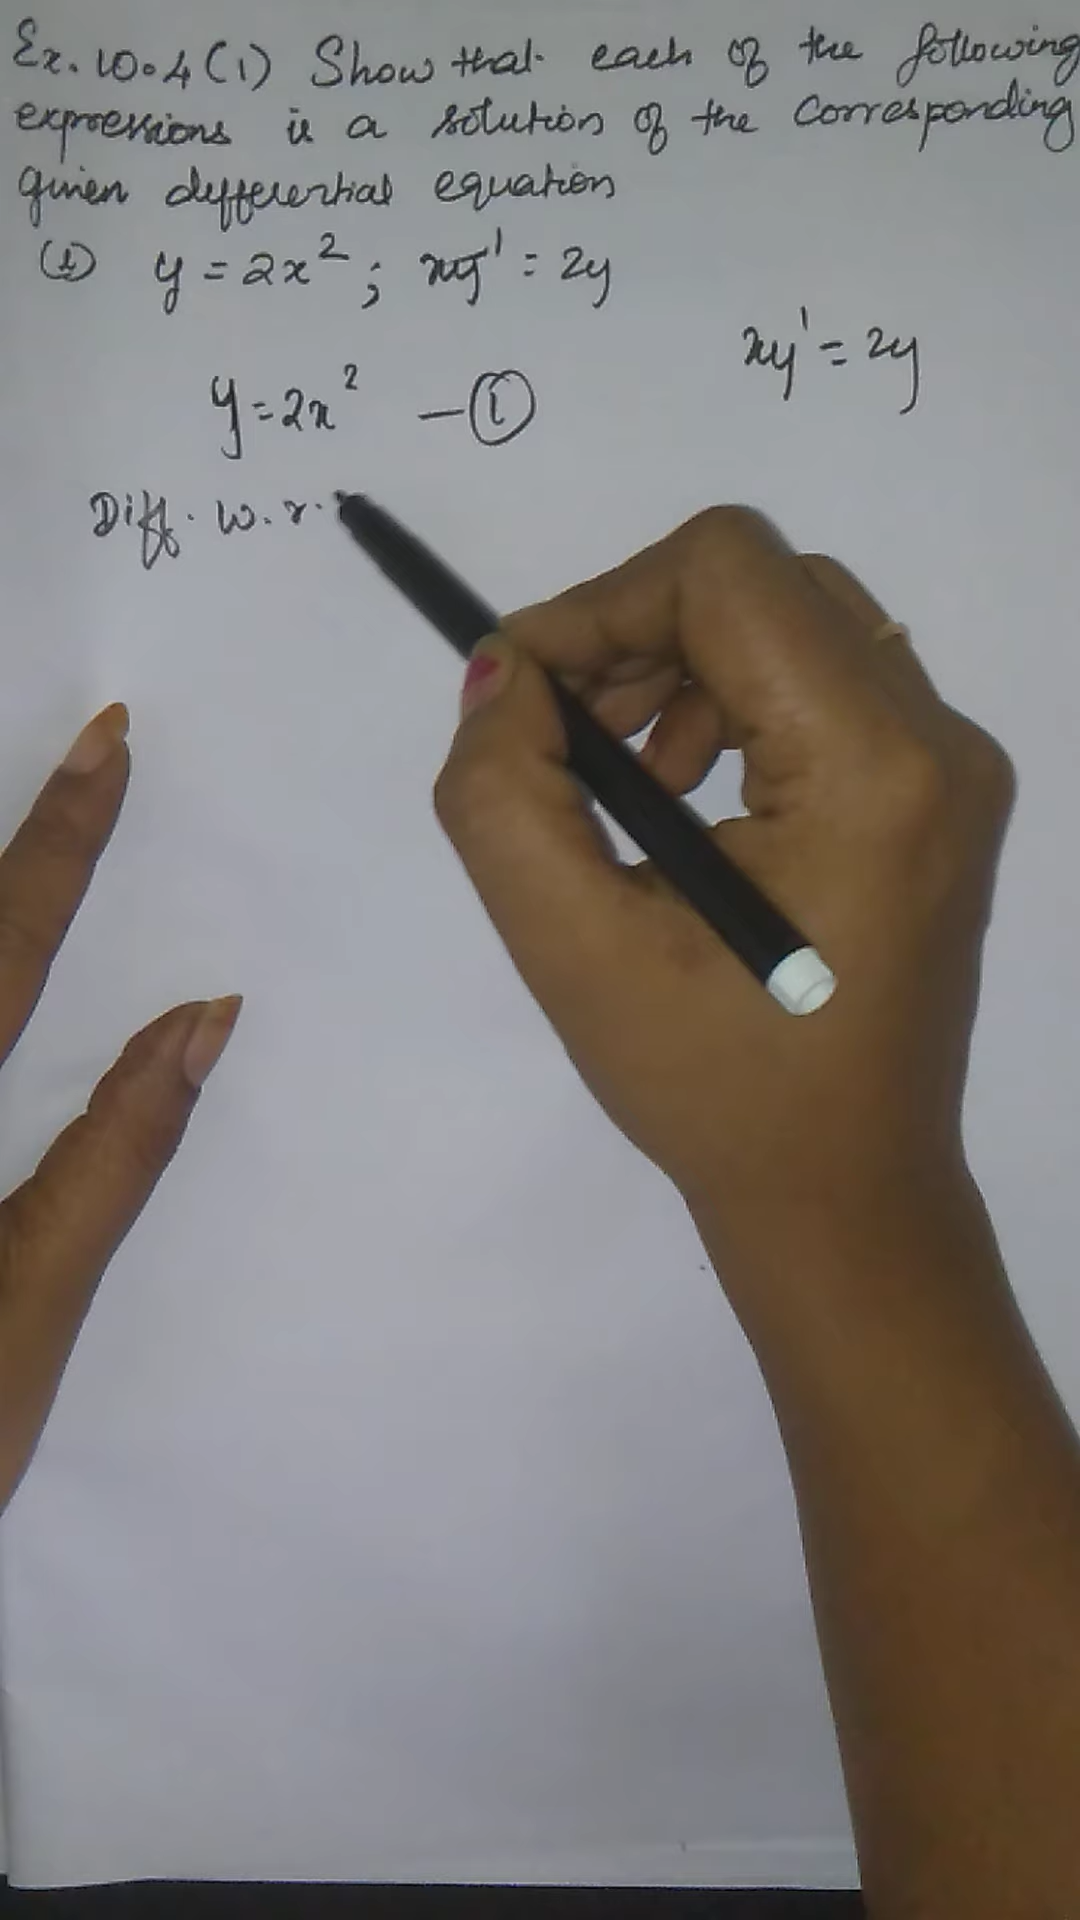 Ex. 10.4 (1) Show that each of the following
expressions is a solution of the corresponding
given differential equation
(i) y = 2x² ; xy' = 2y
xy' = 2y
y = 2x² — ①
Diff. w. r.